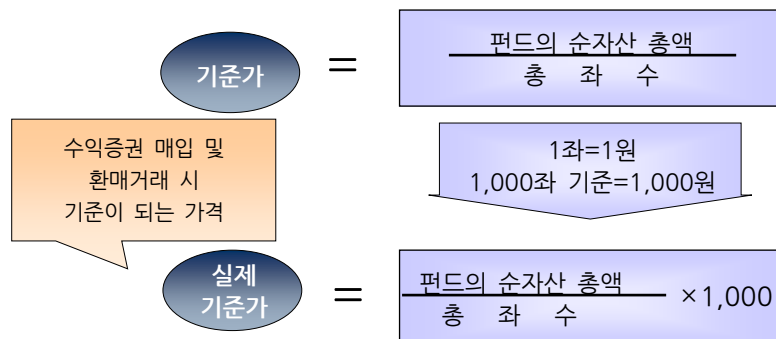 기준가
=
펀드의 순자산 총액
총 좌 수
수익증권 매입 및
환매거래 시
기준이 되는 가격
1좌=1원
1,000좌 기준=1,000원
실제
기준가
=
펀드의 순자산 총액
총 좌 수
×1,000